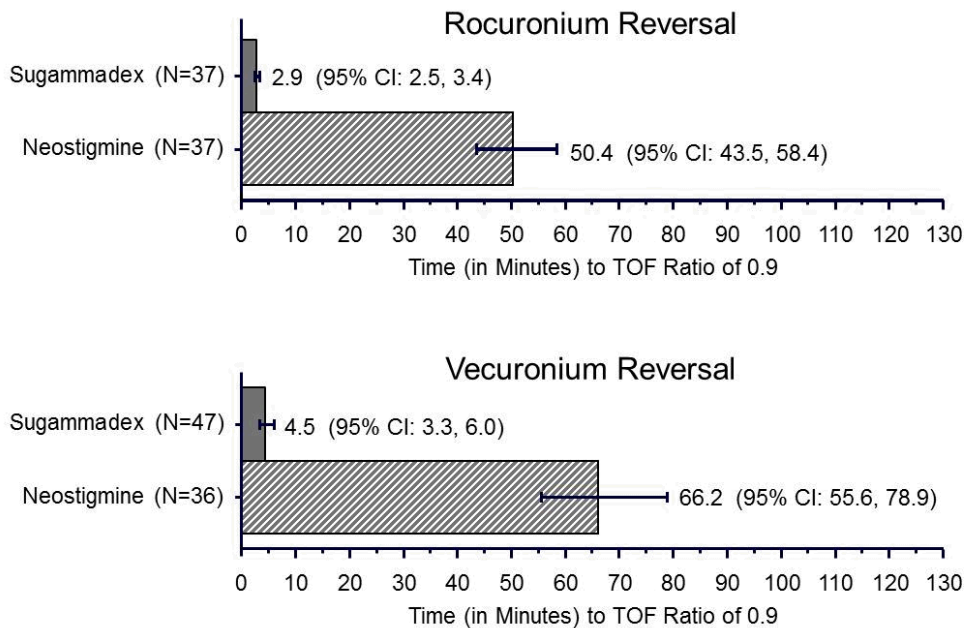 Rocuronium Reversal
Sugammadex (N=37)
2.9 (95% CI: 2.5, 3.4)
Neostigmine (N=37)
50.4 (95% CI: 43.5, 58.4)
0 10 20 30 40 50 60 70 80 90 100 110 120 130
Time (in Minutes) to TOF Ratio of 0.9
Vecuronium Reversal
Sugammadex (N=47)
4.5 (95% CI: 3.3, 6.0)
Neostigmine (N=36)
66.2 (95% CI: 55.6, 78.9)
0 10 20 30 40 50 60 70 80 90 100 110 120 130
Time (in Minutes) to TOF Ratio of 0.9